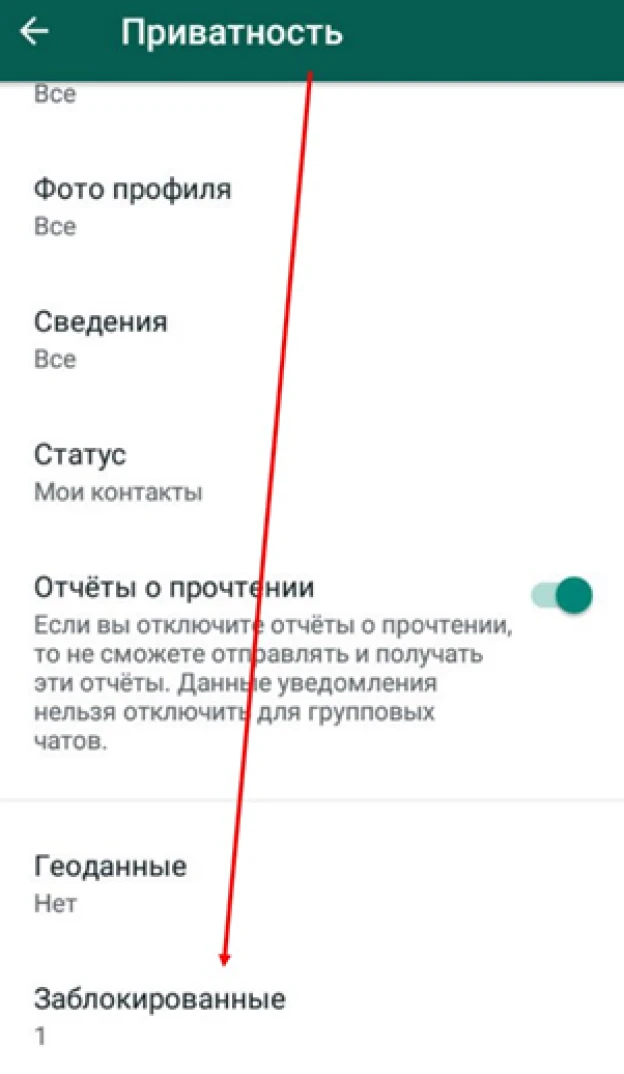 Приватность
Все
Фото профиля
Все
Сведения
Все
Статус
Мои контакты
Отчёты о прочтении
Если вы отключите отчёты о прочтении,
то не сможете отправлять и получать
эти отчёты. Данные уведомления
нельзя отключить для групповых
чатов.
Геоданные
Нет
Заблокированные
1